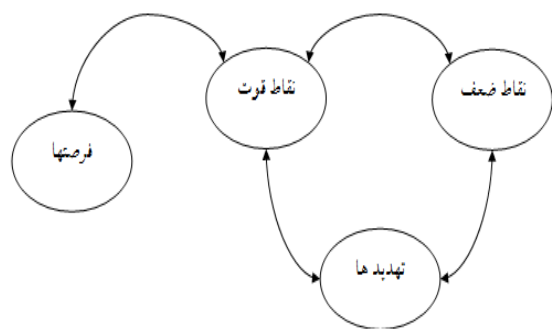 نقاط ضعف
نقاط قوت
فرصتها
تهدید ها